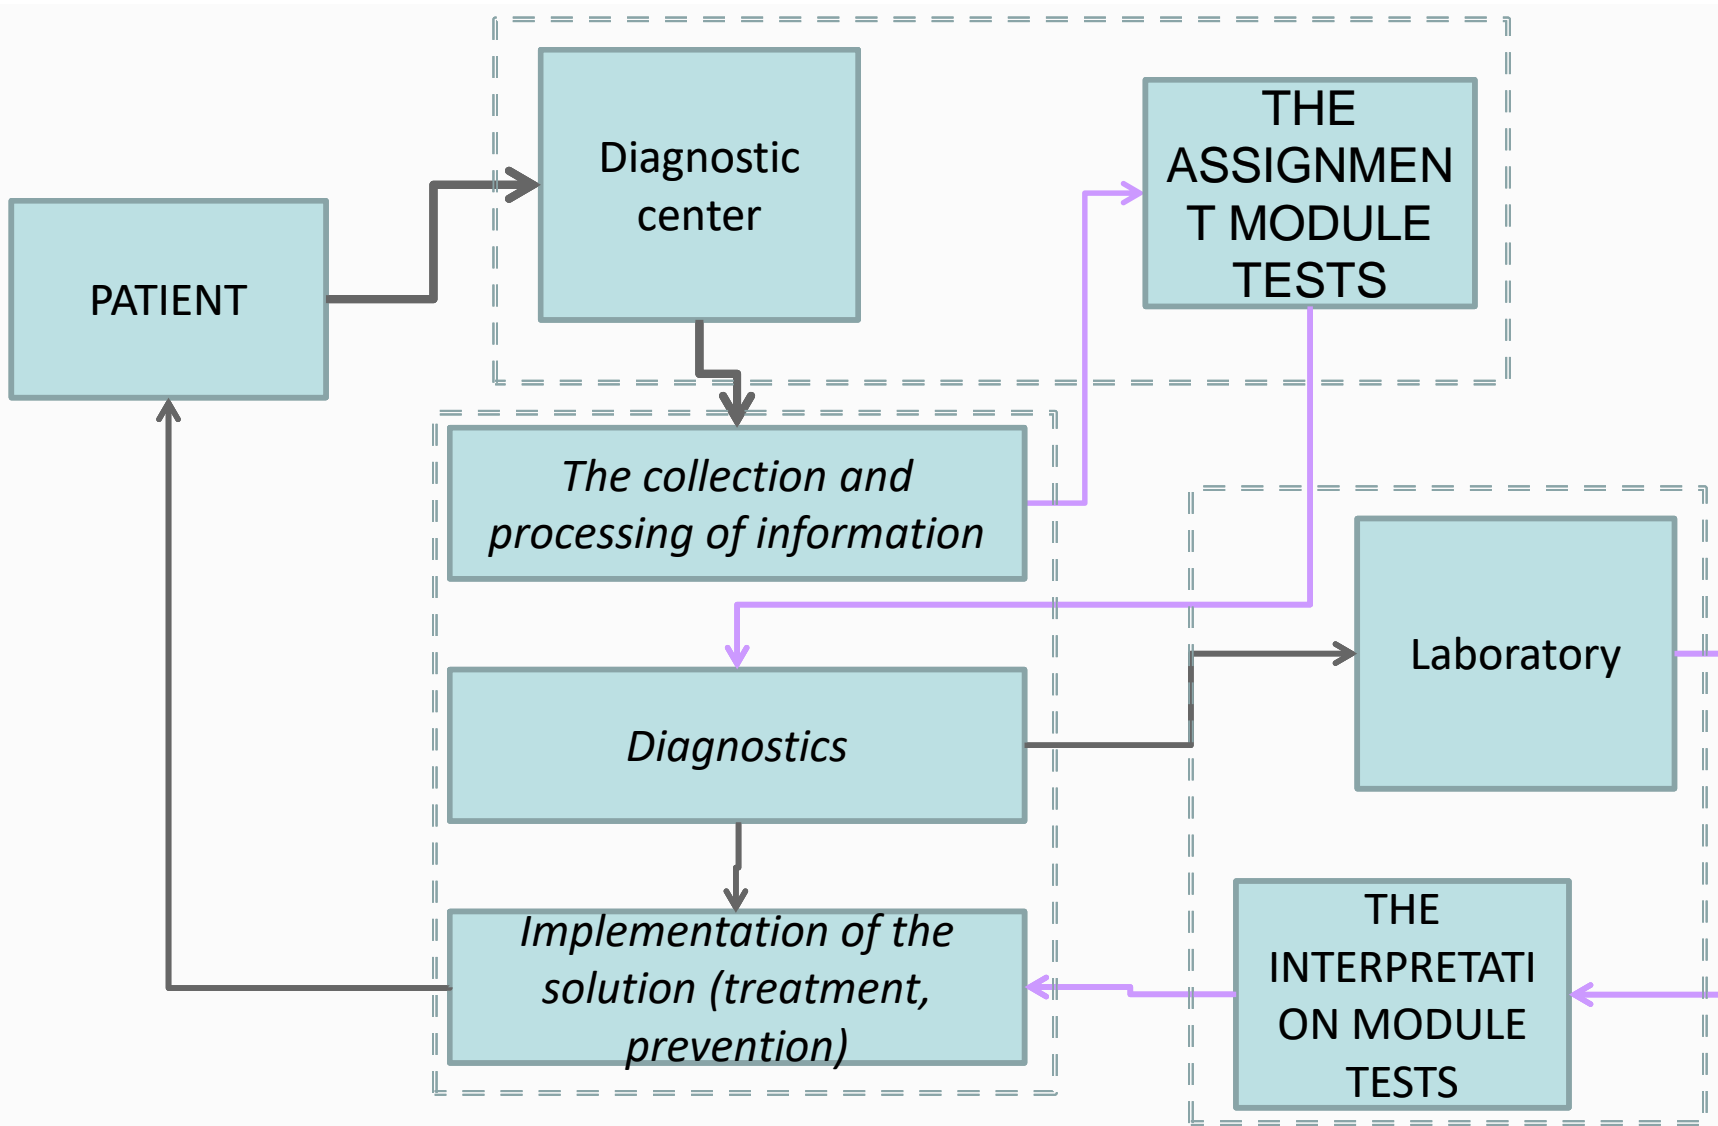 Diagnostic
center
THE
ASSIGNMEN
T MODULE
TESTS
PATIENT
The collection and
processing of information
Laboratory
Diagnostics
Implementation of the
solution (treatment,
prevention)
THE
INTERPRETATI
ON MODULE
TESTS